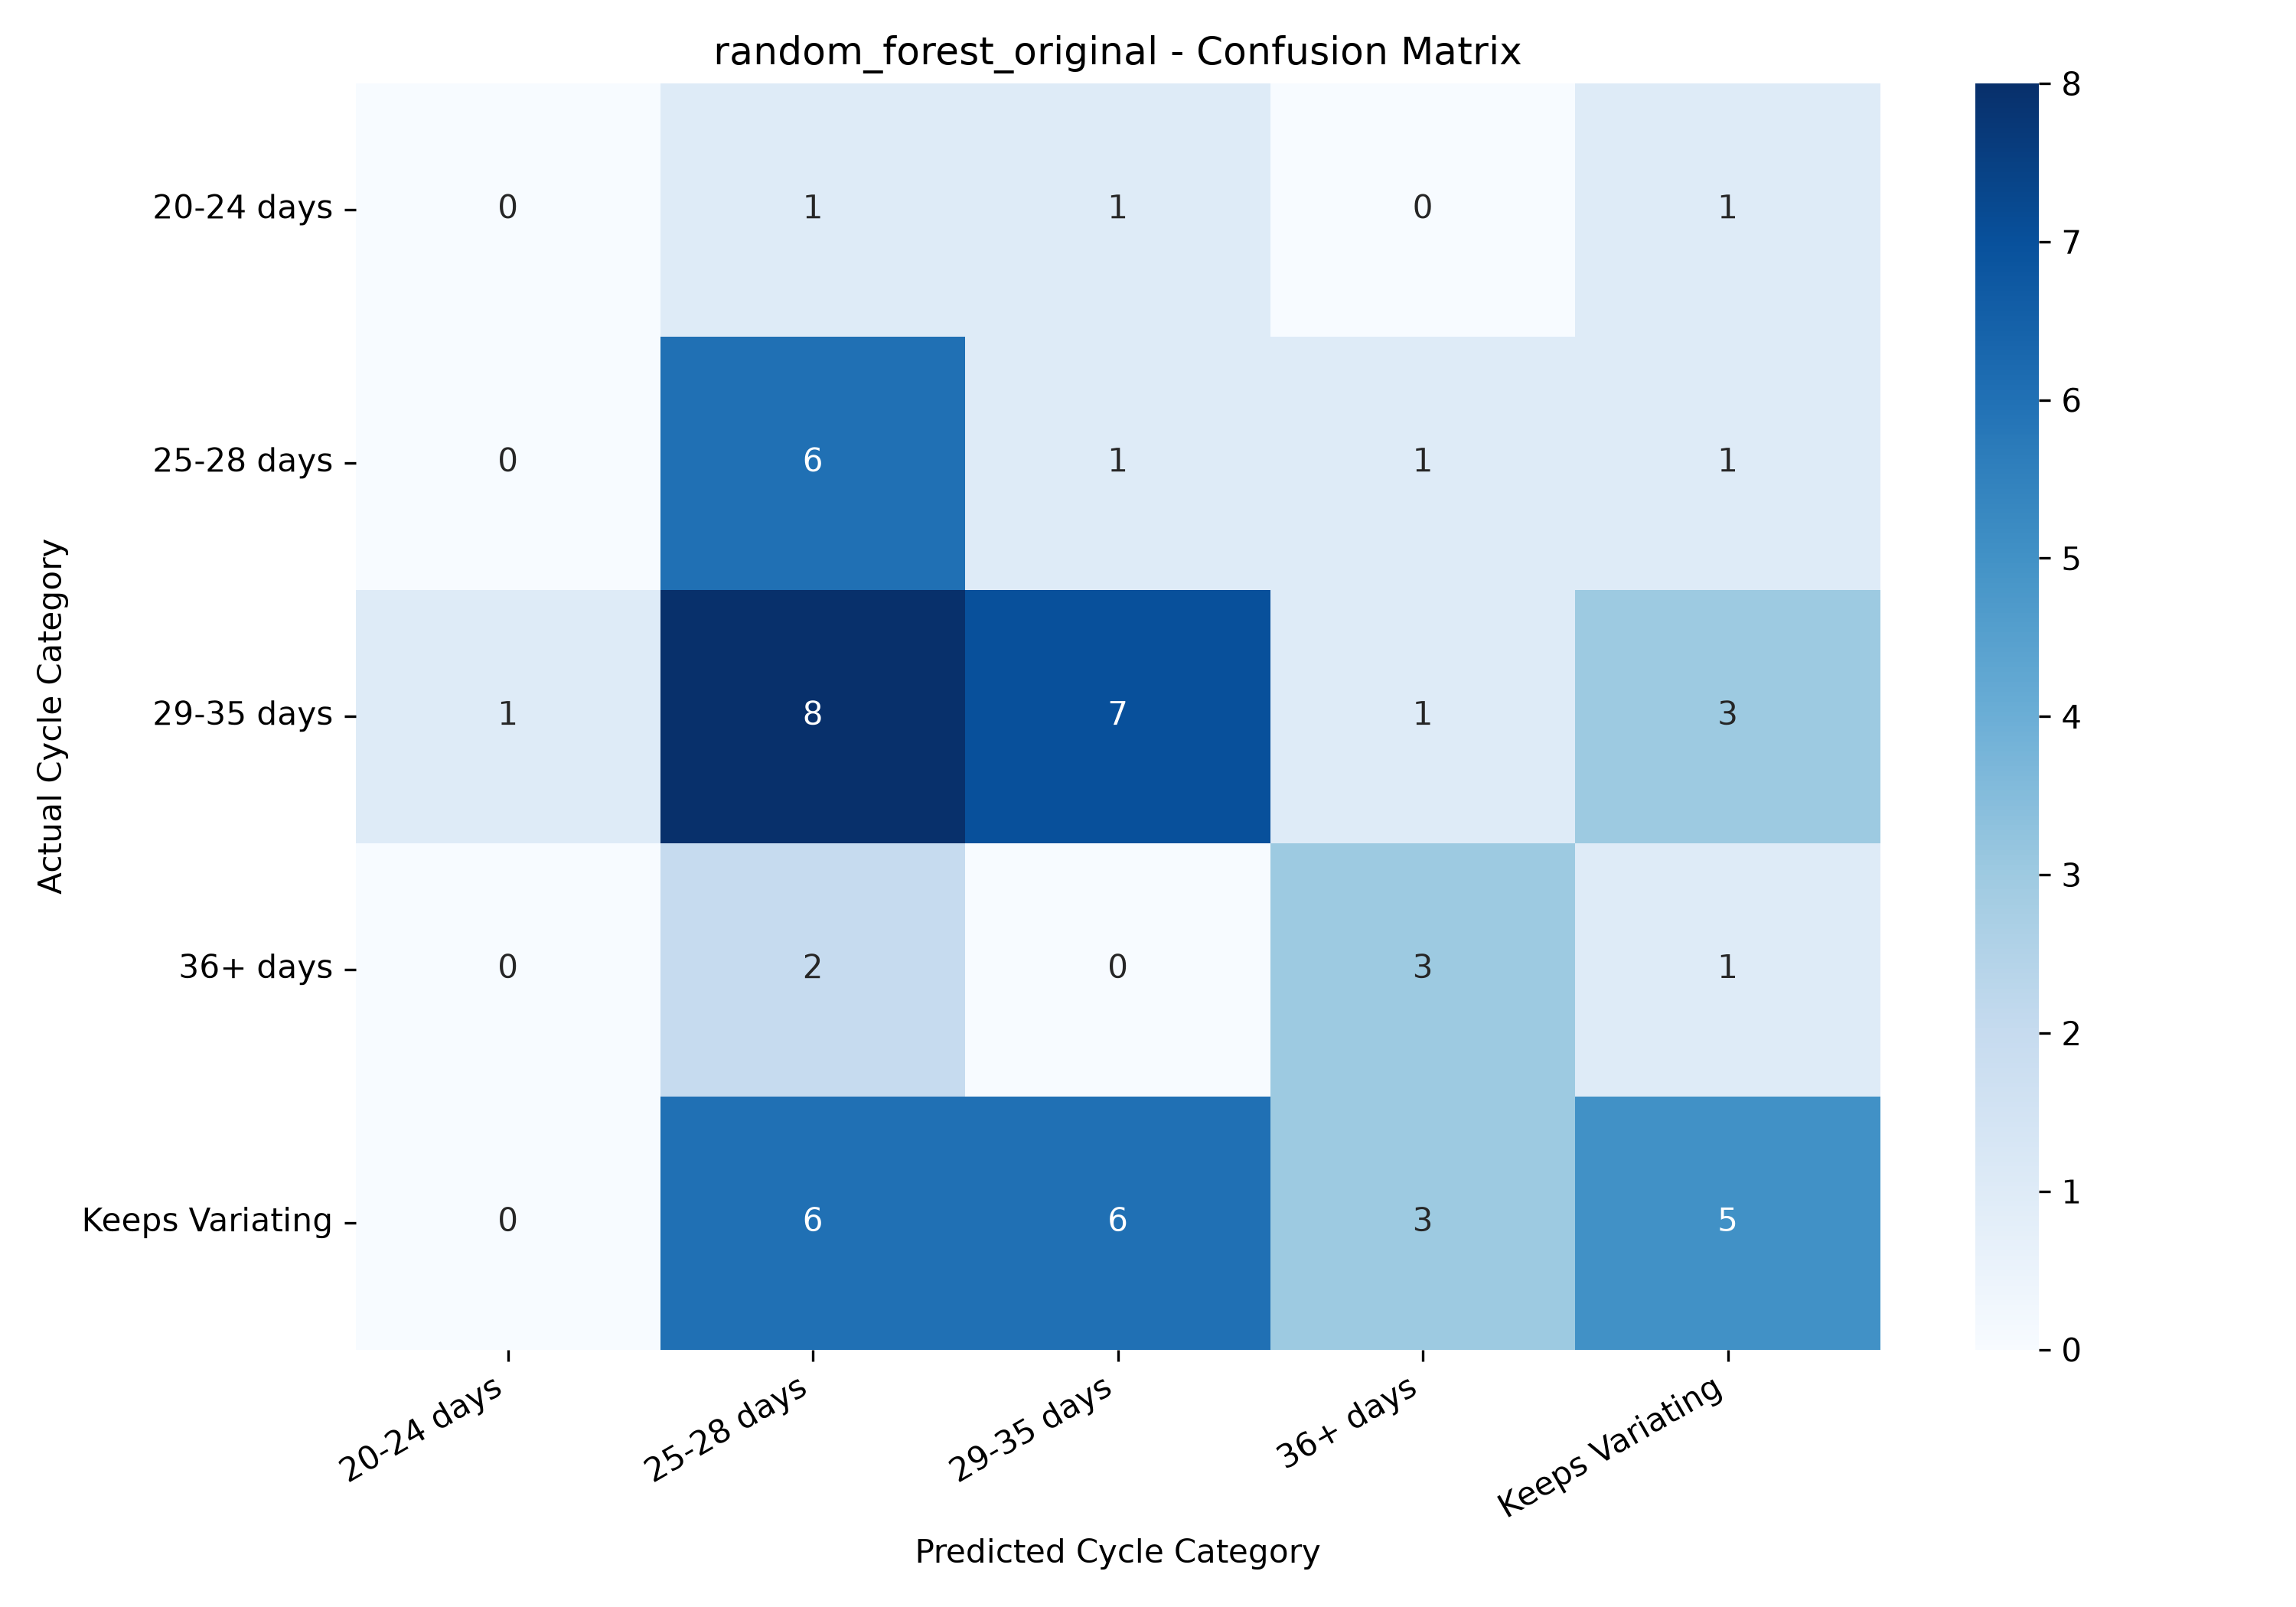 random_forest_original - Confusion Matrix
Actual Cycle Category
20-24 days 0 1 1 0 1
25-28 days 0 6 1 1 1
29-35 days 1 8 7 1 3
36+ days 0 2 0 3 1
Keeps Variating 0 6 6 3 5
20-24 days 25-28 days 29-35 days 36+ days Keeps Variating
Predicted Cycle Category
8
7
6
5
4
3
2
1
0